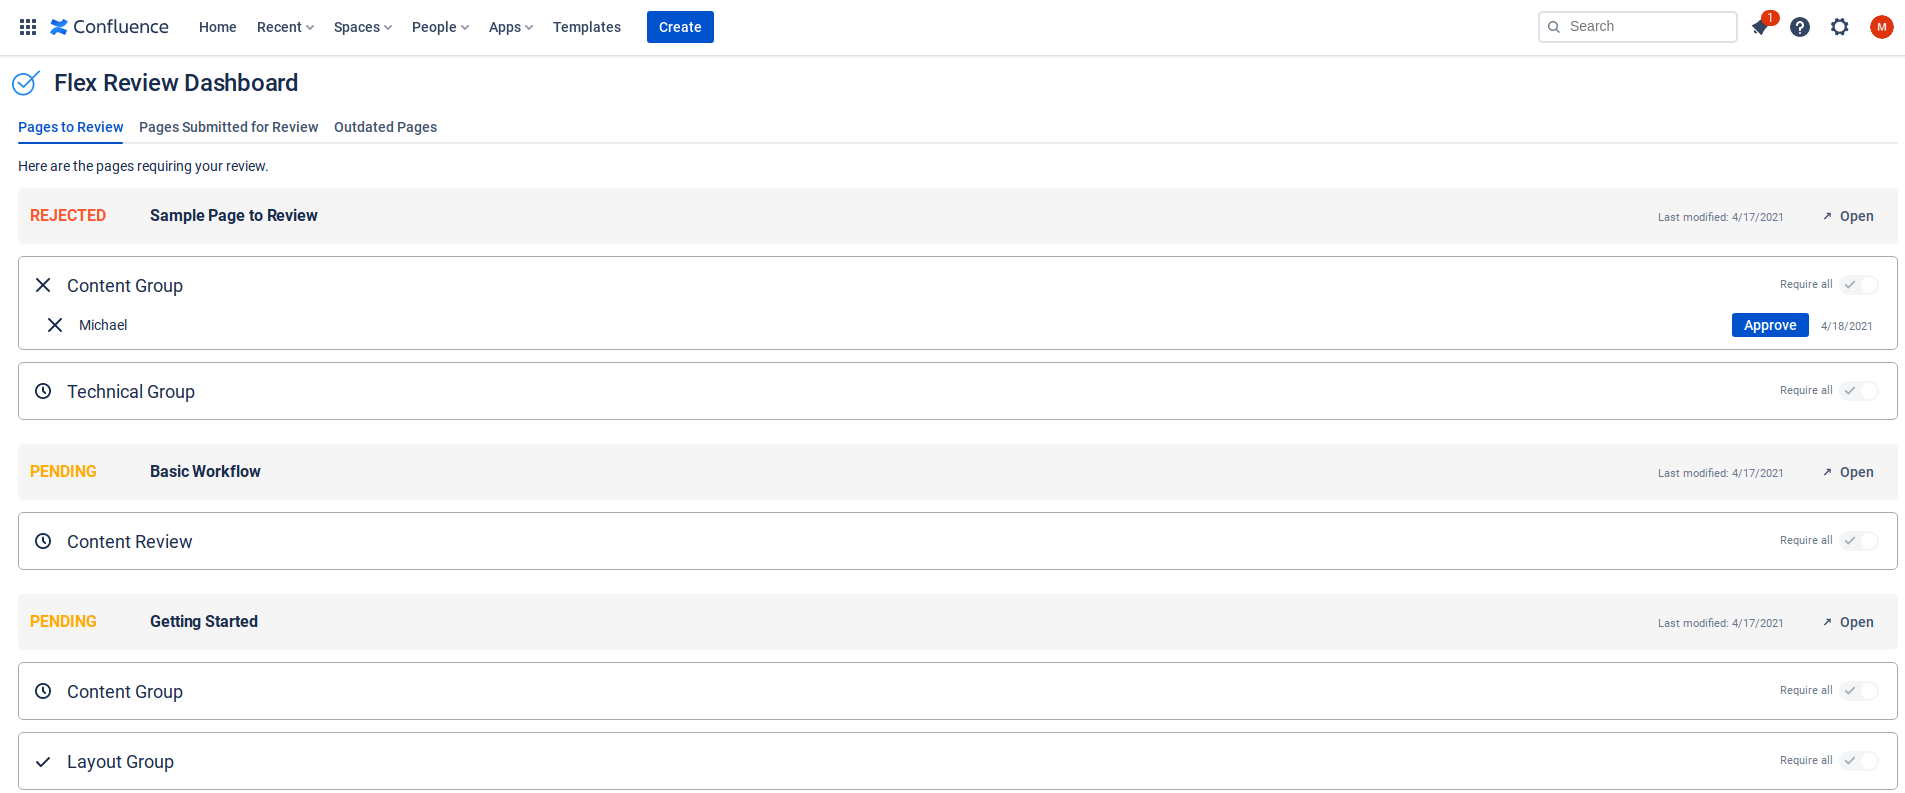 Confluence Home Recent Spaces People Apps Templates Create Search 1 M
Flex Review Dashboard
Pages to Review Pages Submitted for Review Outdated Pages
Here are the pages requiring your review.
REJECTED Sample Page to Review Last modified: 4/17/2021 Open
Content Group Require all
Michael Approve 4/18/2021
Technical Group Require all
PENDING Basic Workflow Last modified: 4/17/2021 Open
Content Review Require all
PENDING Getting Started Last modified: 4/17/2021 Open
Content Group Require all
Layout Group Require all